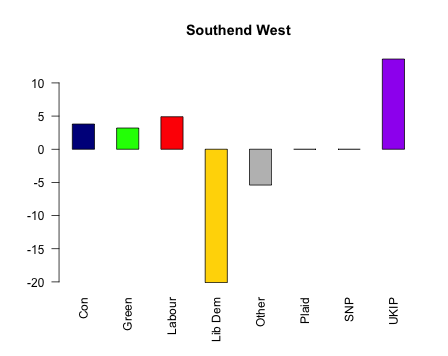 Southend West
10
5
0
-5
-10
-15
-20
Con
Green
Labour
Lib Dem
Other
Plaid
SNP
UKIP